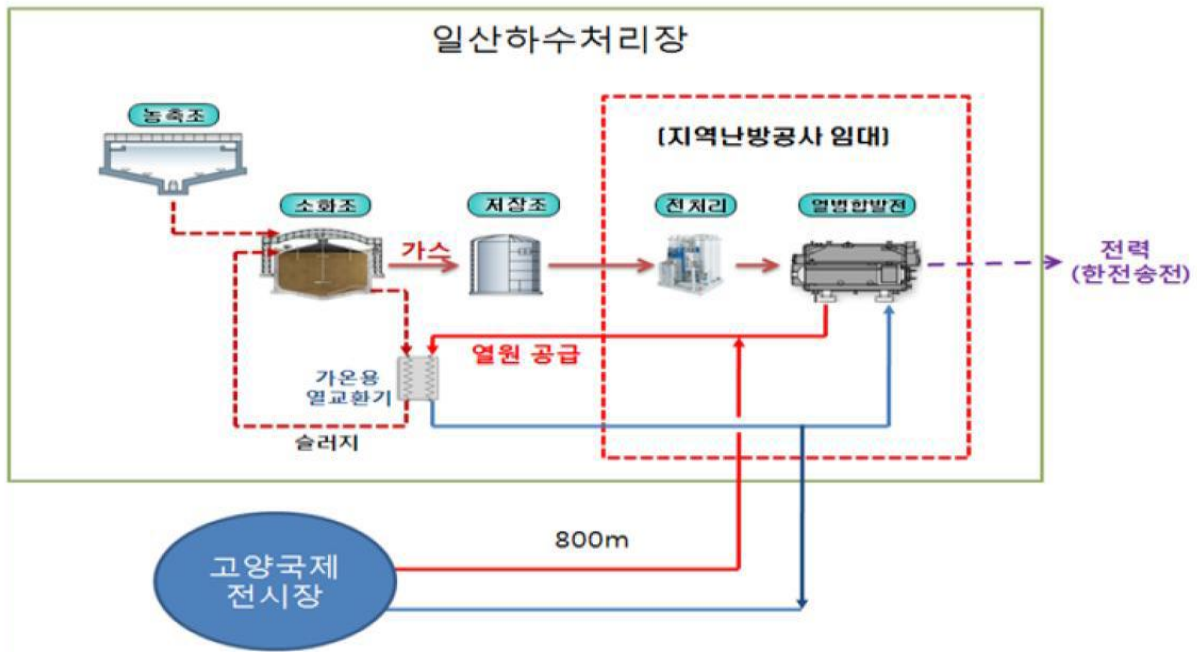 일산하수처리장
농축조
[지역난방공사 임대]
소화조
저장조
전처리
열병합발전
가스
전력
(한전송전)
열원 공급
가온용
열교환기
슬러지
800m
고양국제
전시장